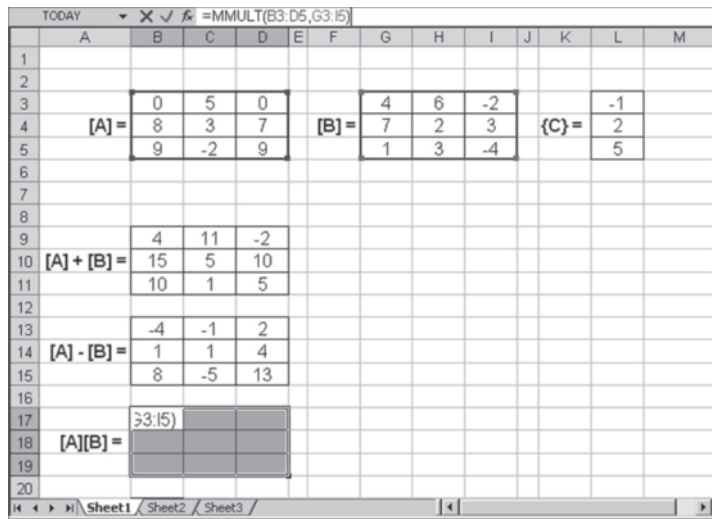 TODAY =MMULT(B3:D5,G3:I5)
A B C D E F G H I J K L M
1
2
3 0 5 0 4 6 -2 -1
4 [A] = 8 3 7 [B] = 7 2 3 {C} = 2
5 9 -2 9 1 3 -4 5
6
7
8
9 4 11 -2
10 [A] + [B] = 15 5 10
11 10 1 5
12
13 -4 -1 2
14 [A] - [B] = 1 1 4
15 8 -5 13
16
17 G3:I5)
18 [A][B] =
19
20
Sheet1 Sheet2 Sheet3